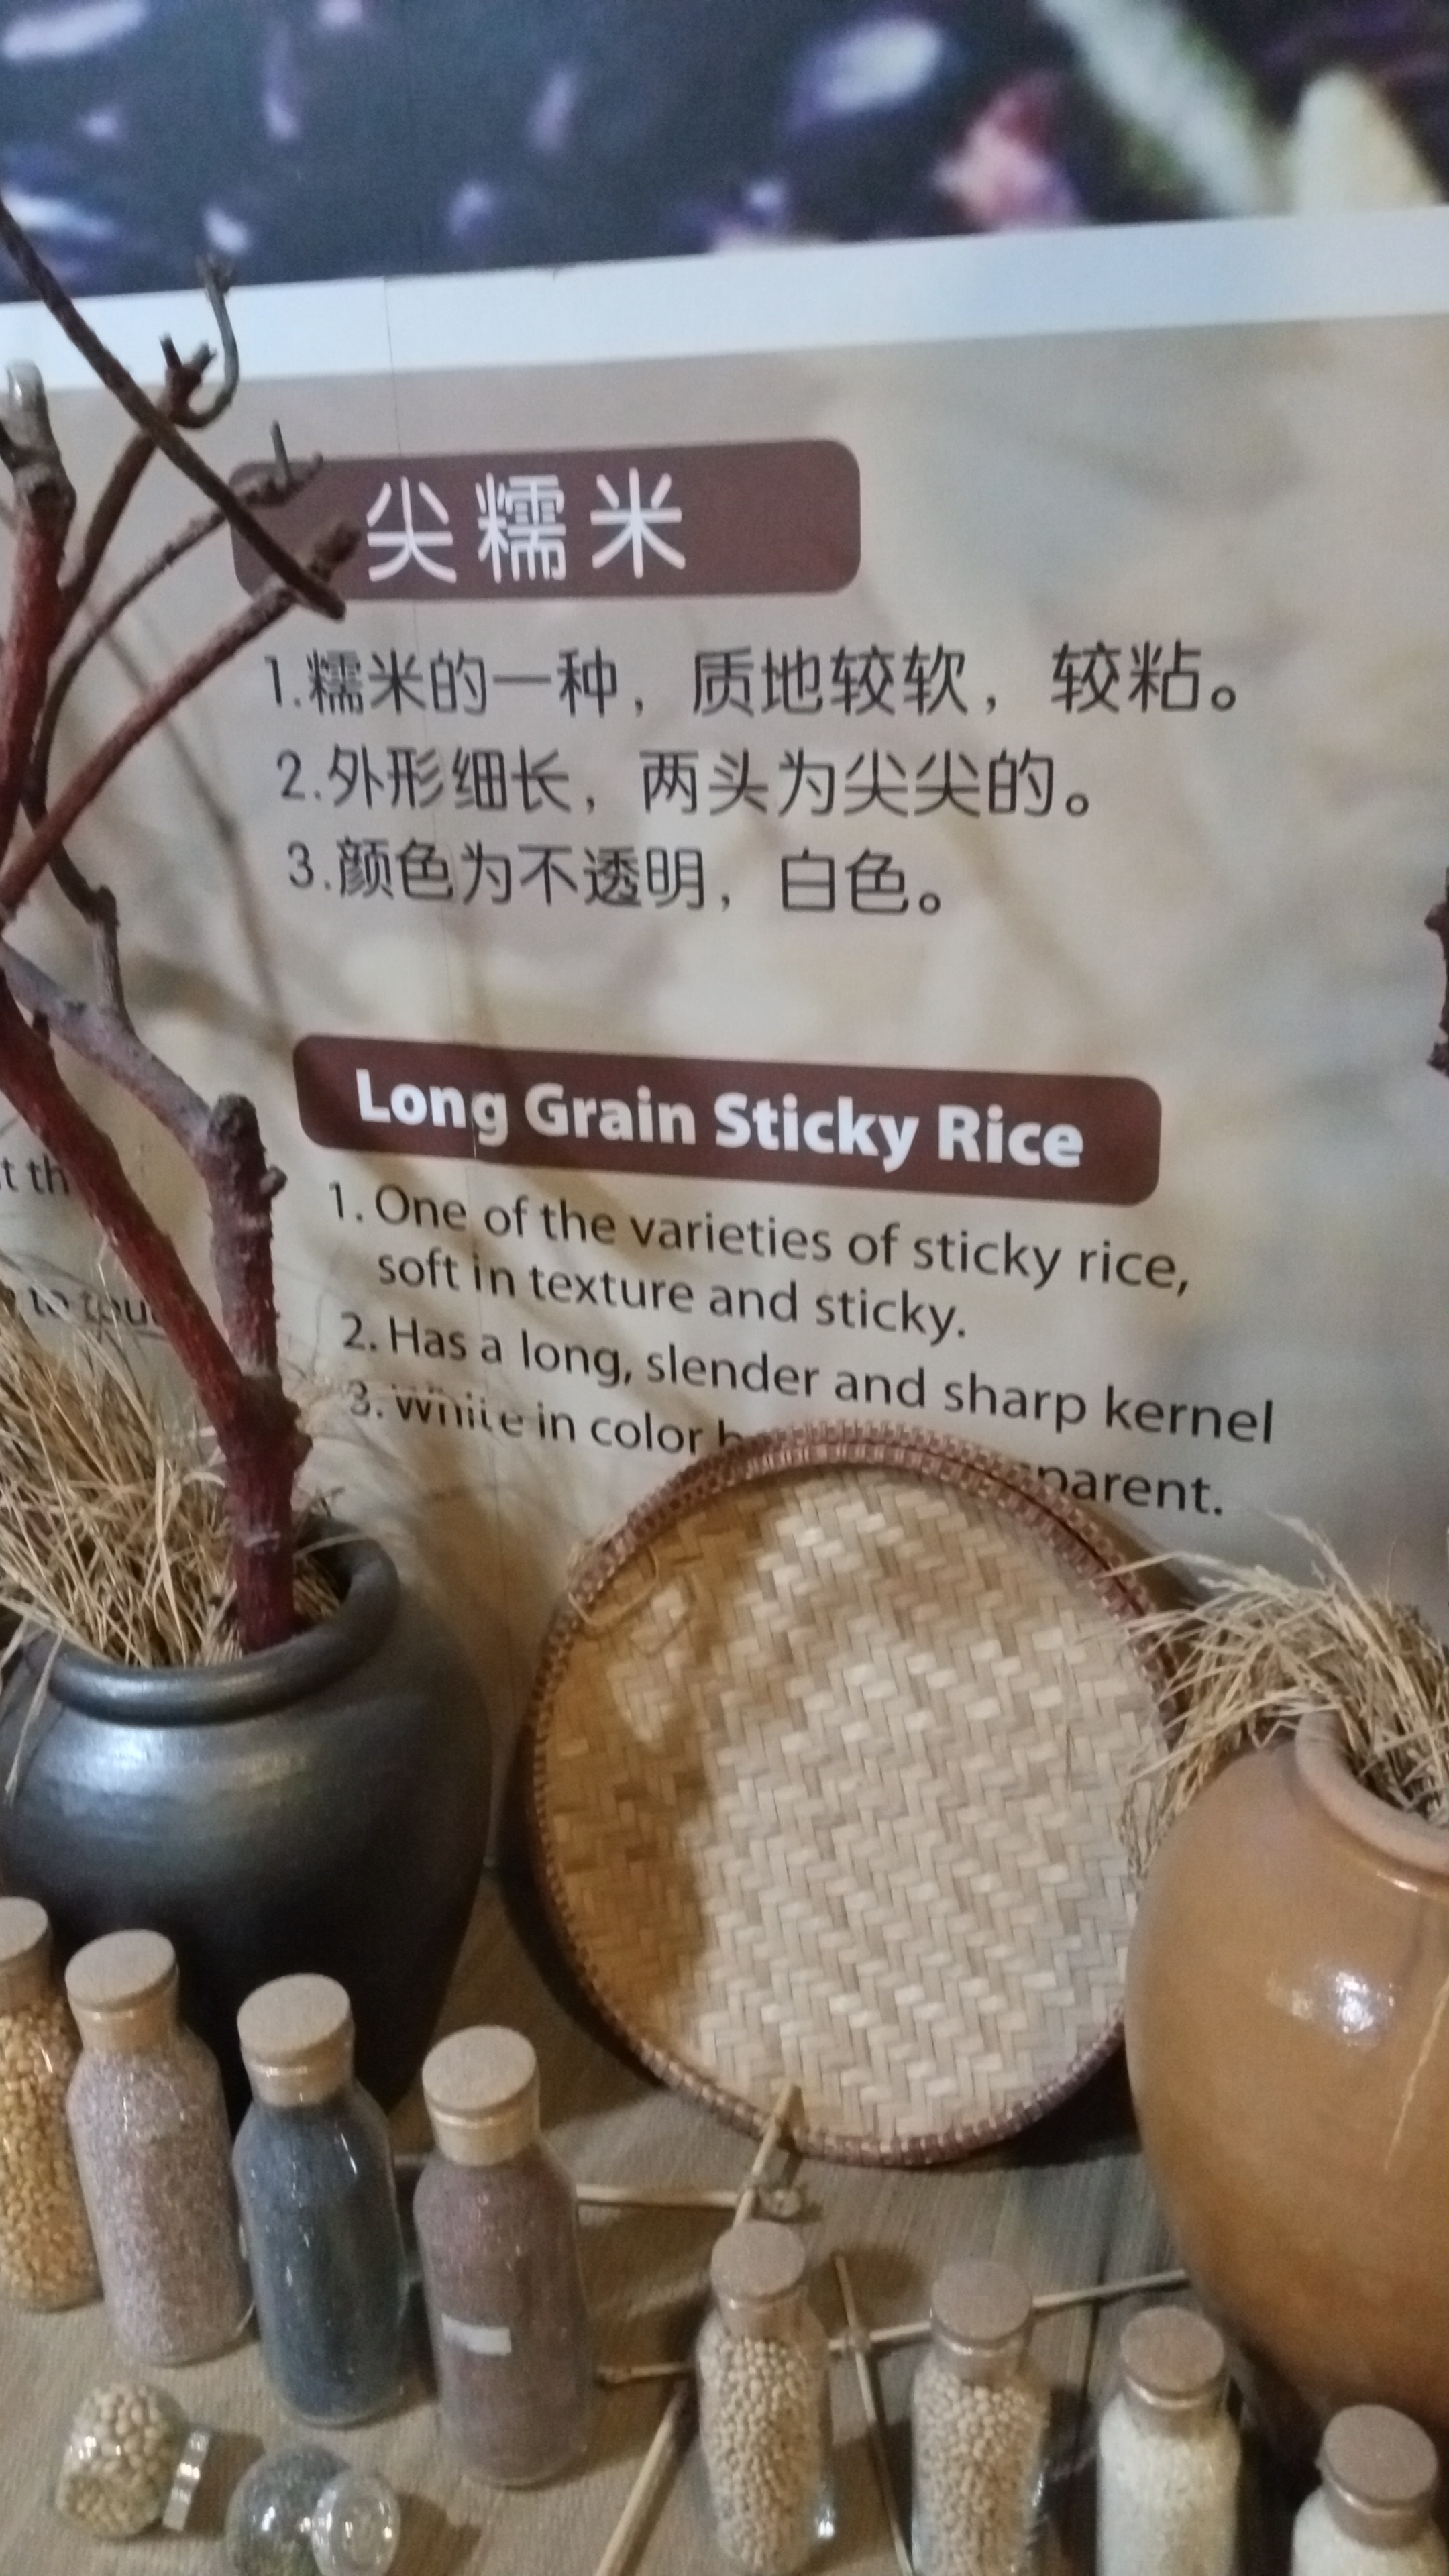 尖糯米
1.糯米的一种，质地较软，较粘。
2.外形细长，两头为尖尖的。
3.颜色为不透明，白色。
Long Grain Sticky Rice
1. One of the varieties of sticky rice,
soft in texture and sticky.
2. Has a long, slender and sharp kernel
3. White in color